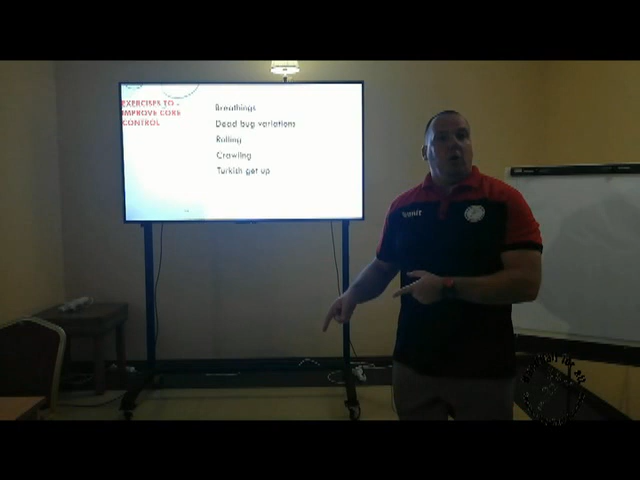 EXERCISES TO
IMPROVE CORE
CONTROL
Breathings
Dead bug variations
Rolling
Crawling
Turkish get up